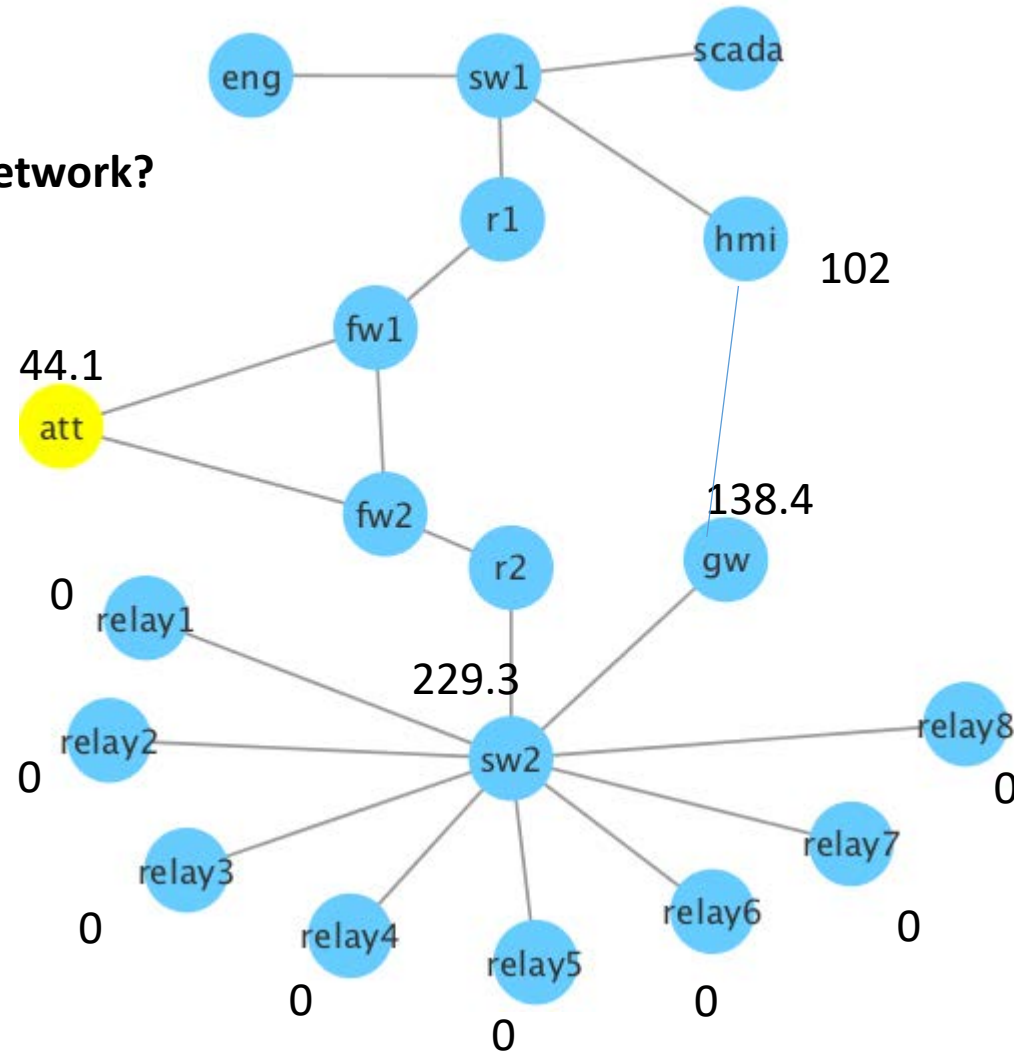 scada
eng
sw1
etwork?
r1
hmi
102
fw1
44.1
att
138.4
fw2
gw
r2
0
relay1
229.3
relay8
relay2
sw2
0
0
relay7
relay3
relay6
0
relay4
0
relay5
0
0
0